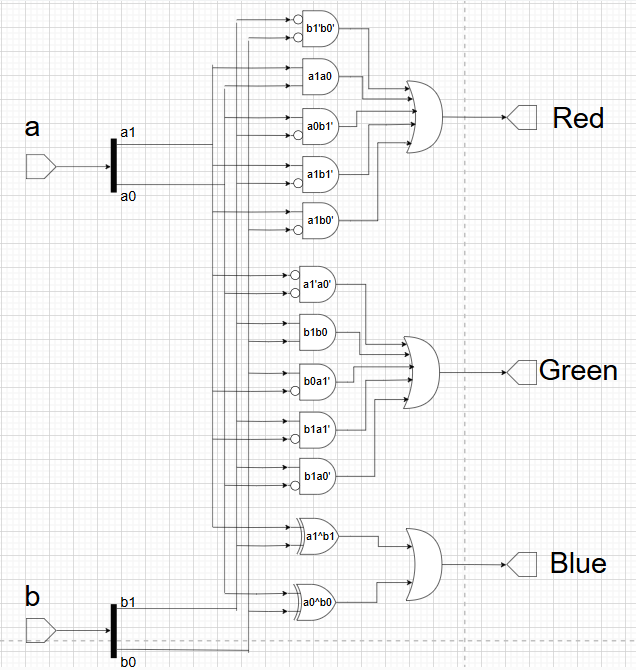 b1'b0'
a1a0
a0b1'
a1b1'
a1b0'
Red
a
a1
a0
a1'a0'
b1b0
b0a1'
b1a1'
b1a0'
Green
a1^b1
a0^b0
Blue
b
b1
b0